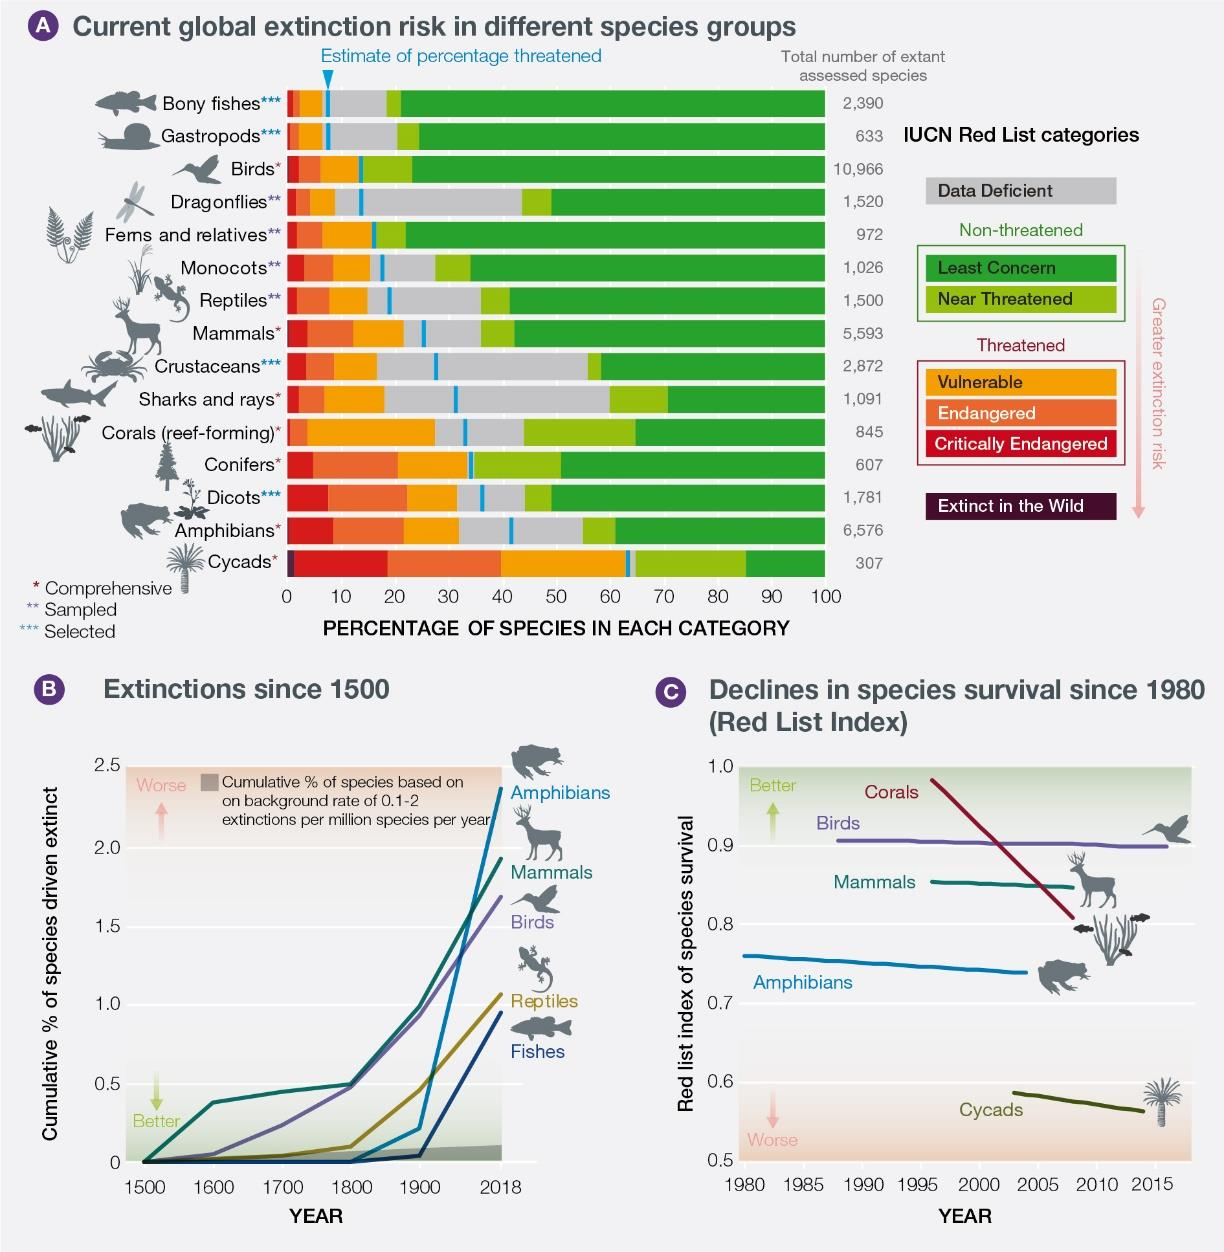 A Current global extinction risk in different species groups
Estimate of percentage threatened
Total number of extant
assessed species
Bony fishes*** 2,390
Gastropods*** 633
Birds* 10,966
Dragonflies** 1,520
Ferns and relatives** 972
Monocots** 1,026
Reptiles** 1,500
Mammals* 5,593
Crustaceans*** 2,872
Sharks and rays* 1,091
Corals (reef-forming)* 845
Conifers* 607
Dicots*** 1,781
Amphibians* 6,576
Cycads* 307
0 10 20 30 40 50 60 70 80 90 100
PERCENTAGE OF SPECIES IN EACH CATEGORY
* Comprehensive
** Sampled
*** Selected
IUCN Red List categories
Data Deficient
Non-threatened
Least Concern
Near Threatened
Threatened
Vulnerable
Endangered
Critically Endangered
Extinct in the Wild
Greater extinction risk
B Extinctions since 1500
Cumulative % of species driven extinct
2.5
2.0
1.5
1.0
0.5
0
Worse
Cumulative % of species based on
on background rate of 0.1-2
extinctions per million species per year
Better
Amphibians
Mammals
Birds
Reptiles
Fishes
1500 1600 1700 1800 1900 2018
YEAR
C Declines in species survival since 1980
(Red List Index)
Red list index of species survival
1.0
0.9
0.8
0.7
0.6
0.5
Better
Corals
Birds
Mammals
Amphibians
Cycads
Worse
1980 1985 1990 1995 2000 2005 2010 2015
YEAR